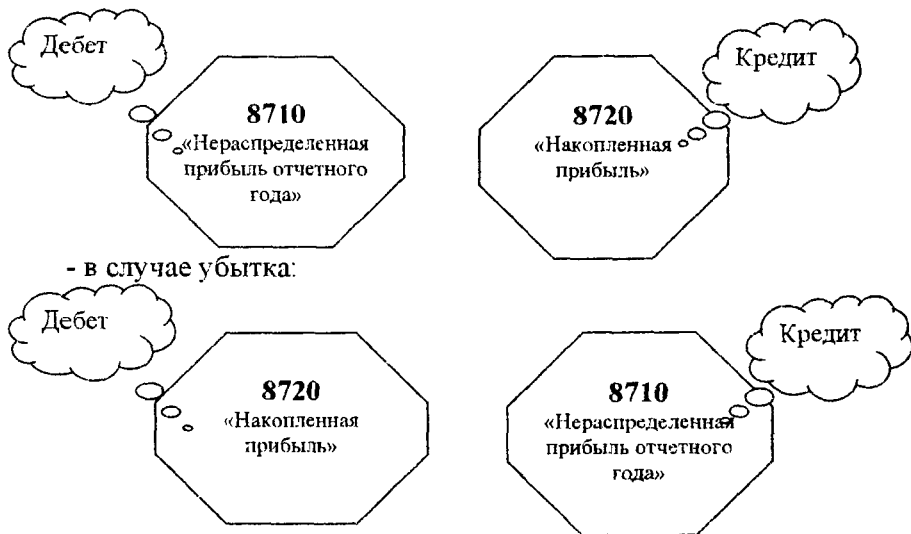 Дебет
Кредит
8710
«Нераспределенная
прибыль отчетного
года»
8720
«Накопленная
прибыль»
- в случае убытка:
Дебет
Кредит
8720
«Накопленная
прибыль»
8710
«Нераспределенная
прибыль отчетного
года»